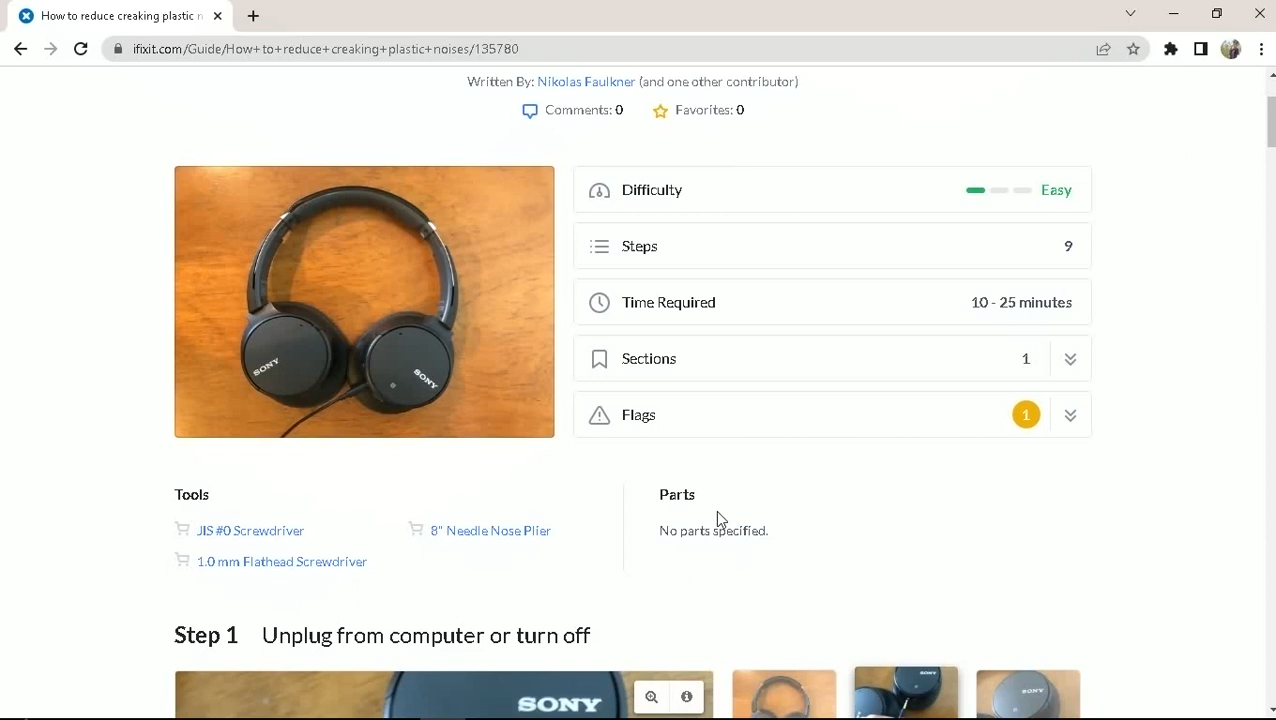 How to reduce creaking plastic n
ifixit.com/Guide/How+to+reduce+creaking+plastic+noises/135780
Written By: Nikolas Faulkner (and one other contributor)
Comments: 0 Favorites: 0
SONY
SONY
Difficulty Easy
Steps 9
Time Required 10 - 25 minutes
Sections 1
Flags 1
Tools
JIS #0 Screwdriver
8" Needle Nose Plier
1.0 mm Flathead Screwdriver
Parts
No parts specified.
Step 1 Unplug from computer or turn off
SONY